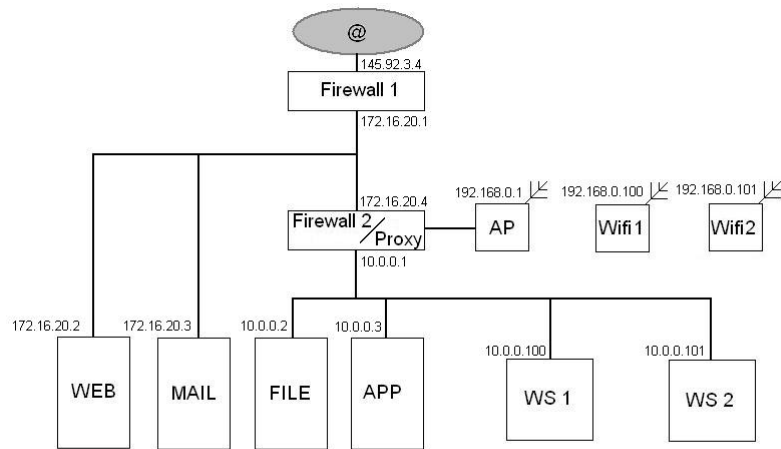 @
145.92.3.4
Firewall 1
172.16.20.1
172.16.20.4
Firewall 2
/ Proxy
10.0.0.1
192.168.0.1
AP
192.168.0.100
Wifi1
192.168.0.101
Wifi2
172.16.20.2
WEB
172.16.20.3
MAIL
10.0.0.2
FILE
10.0.0.3
APP
10.0.0.100
WS 1
10.0.0.101
WS 2